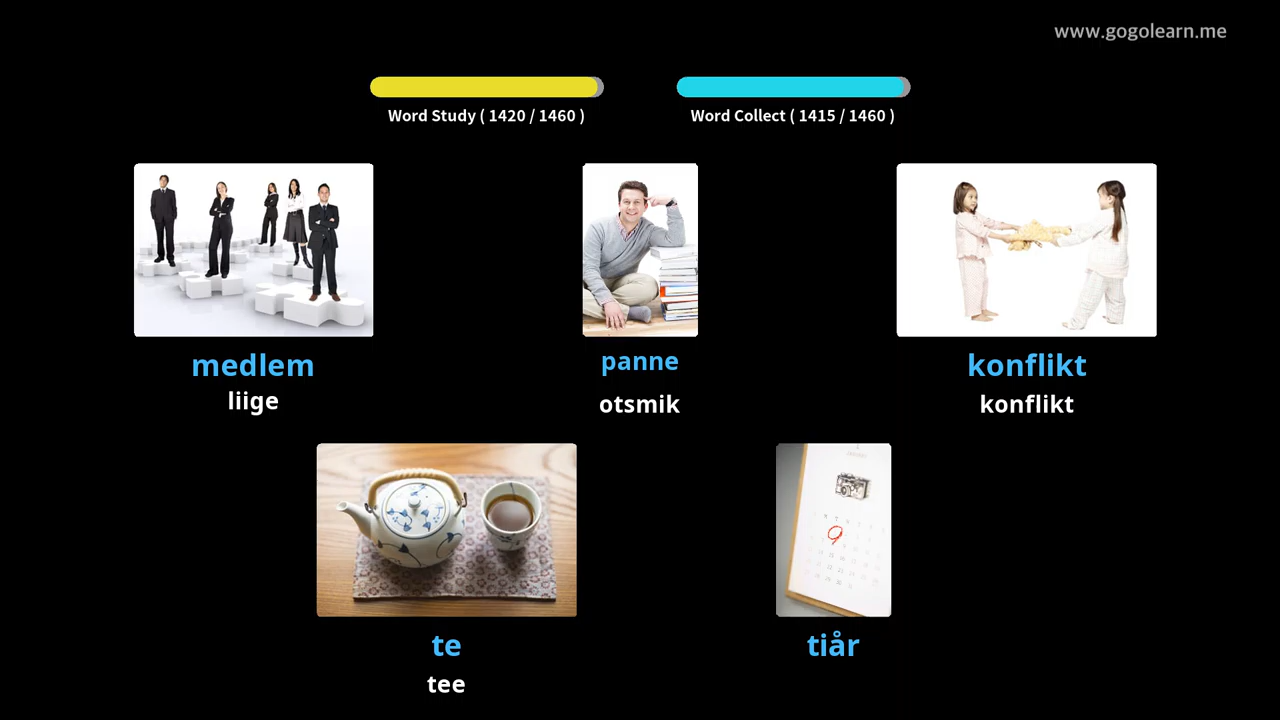 www.gogolearn.me
Word Study ( 1420 / 1460 )
Word Collect ( 1415 / 1460 )
medlem
liige
panne
otsmik
konflikt
konflikt
te
tee
tiår